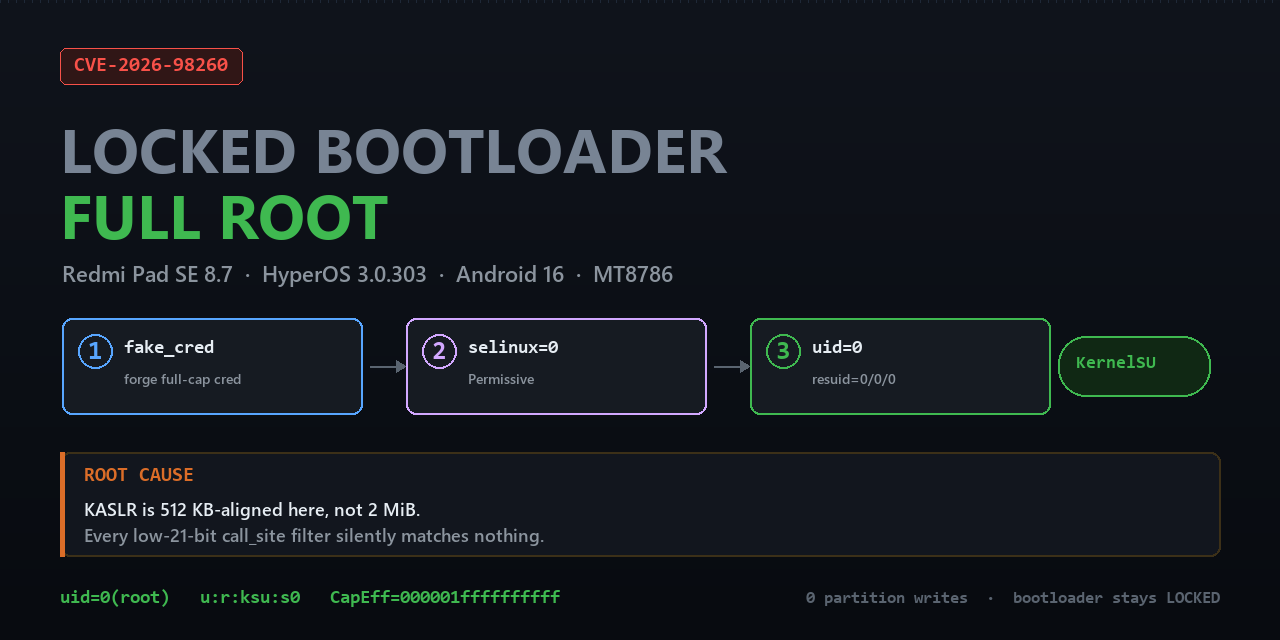 CVE-2026-98260
LOCKED BOOTLOADER
FULL ROOT
Redmi Pad SE 8.7 · HyperOS 3.0.303 · Android 16 · MT8786
1 fake_cred
forge full-cap cred
2 selinux=0
Permissive
3 uid=0
resuid=0/0/0
KernelSU
ROOT CAUSE
KASLR is 512 KB-aligned here, not 2 MiB.
Every low-21-bit call_site filter silently matches nothing.
uid=0(root) u:r:ksu:s0 CapEff=000001ffffffffff
0 partition writes · bootloader stays LOCKED